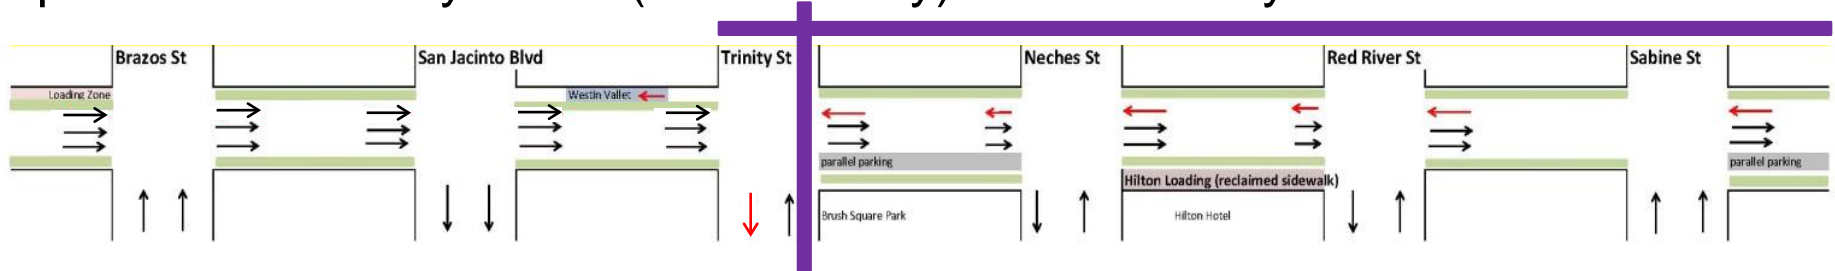 Brazos St
San Jacinto Blvd
Trinity St
Neches St
Red River St
Sabine St
Loading Zone
Westin Vallet
parallel parking
parallel parking
Hilton Loading (reclaimed sidewalk)
Brush Square Park
Hilton Hotel